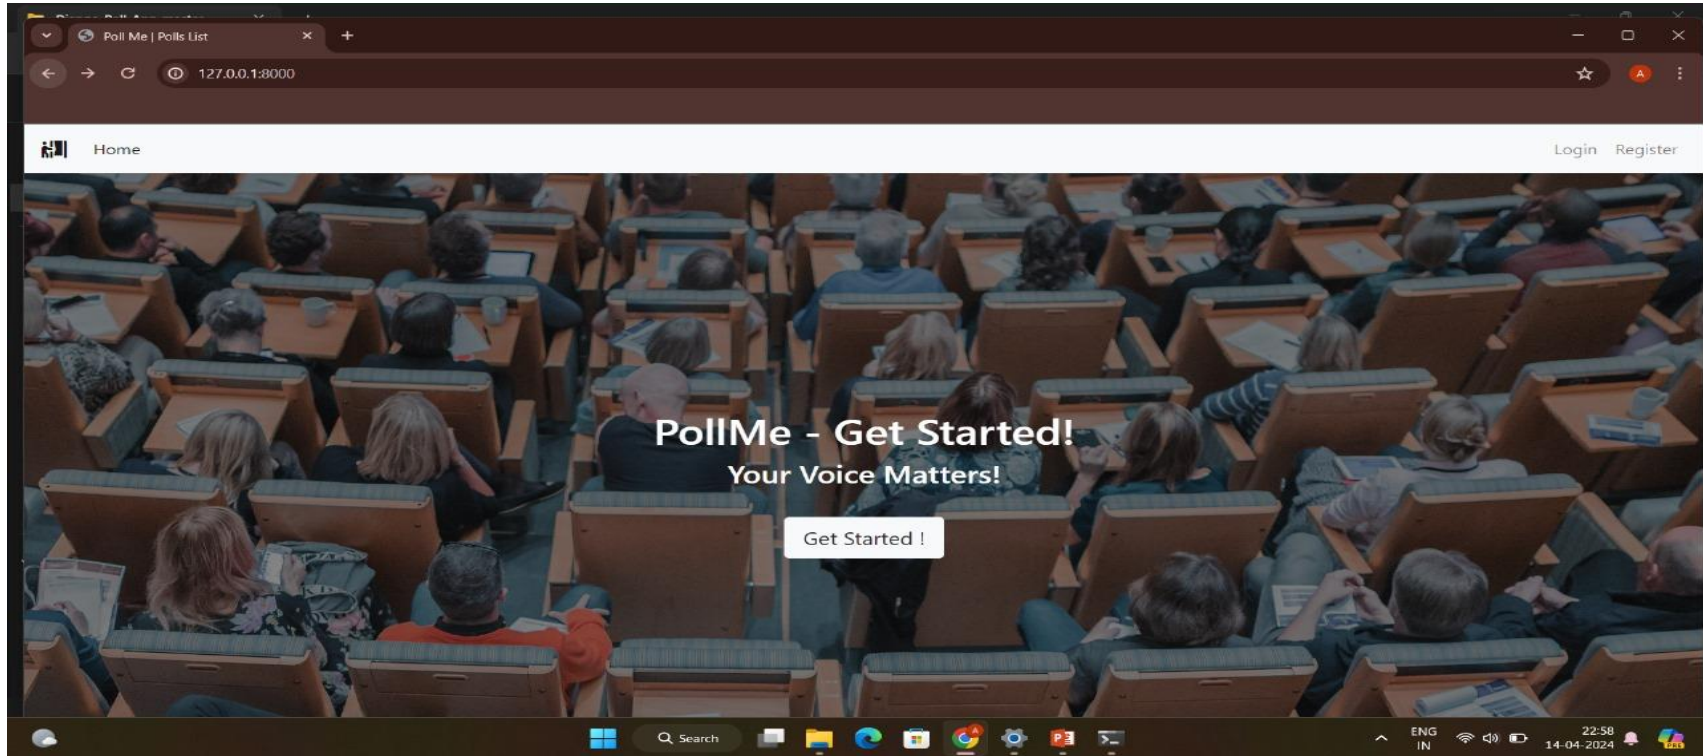 Poll Me | Polls List
127.0.0.1:8000
Home
Login Register
PollMe - Get Started!
Your Voice Matters!
Get Started !
Search
ENG
IN
22:58
14-04-2024
A
PRE